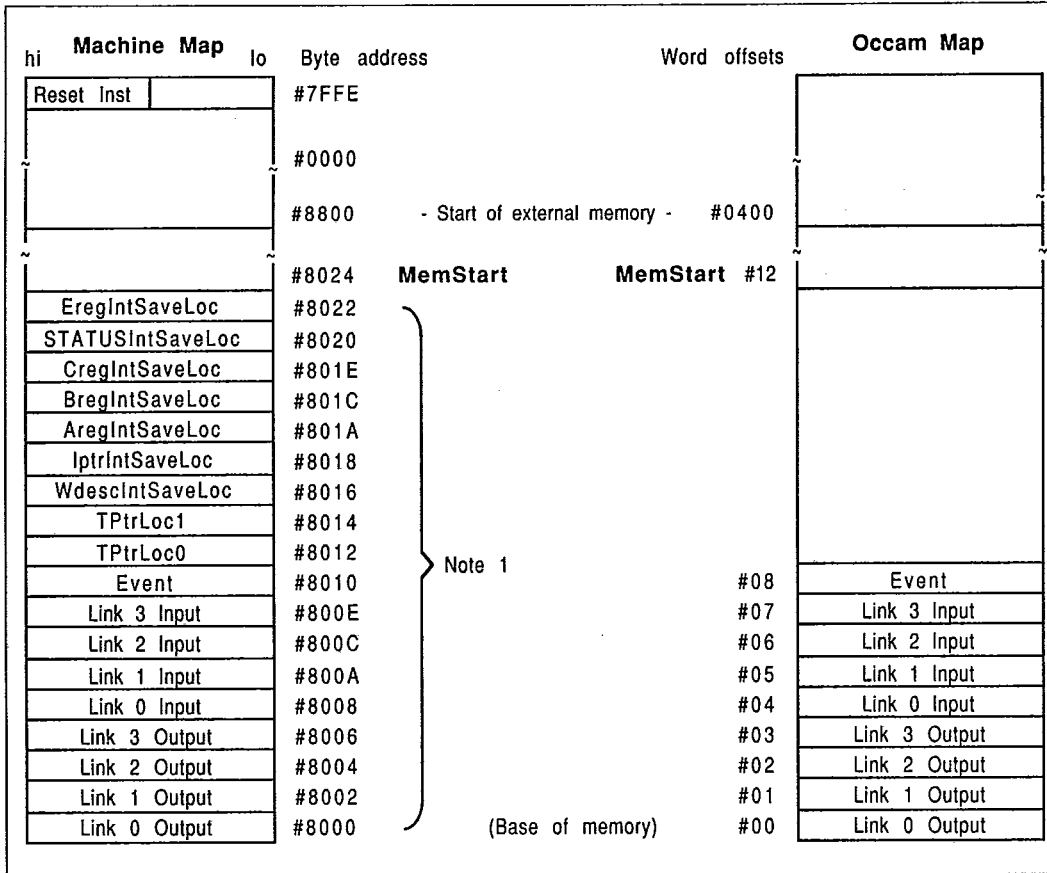 Machine Map
Occam Map
hi lo Byte address Word offsets
Reset Inst #7FFE
#0000
#8800 - Start of external memory - #0400
#8024 MemStart MemStart #12
EregIntSaveLoc #8022
STATUSIntSaveLoc #8020
CregIntSaveLoc #801E
BregIntSaveLoc #801C
AregIntSaveLoc #801A
IptrIntSaveLoc #8018
WdescIntSaveLoc #8016
TPtrLoc1 #8014
TPtrLoc0 #8012
Note 1
Event #8010 #08 Event
Link 3 Input #800E #07 Link 3 Input
Link 2 Input #800C #06 Link 2 Input
Link 1 Input #800A #05 Link 1 Input
Link 0 Input #8008 #04 Link 0 Input
Link 3 Output #8006 #03 Link 3 Output
Link 2 Output #8004 #02 Link 2 Output
Link 1 Output #8002 #01 Link 1 Output
Link 0 Output #8000 (Base of memory) #00 Link 0 Output